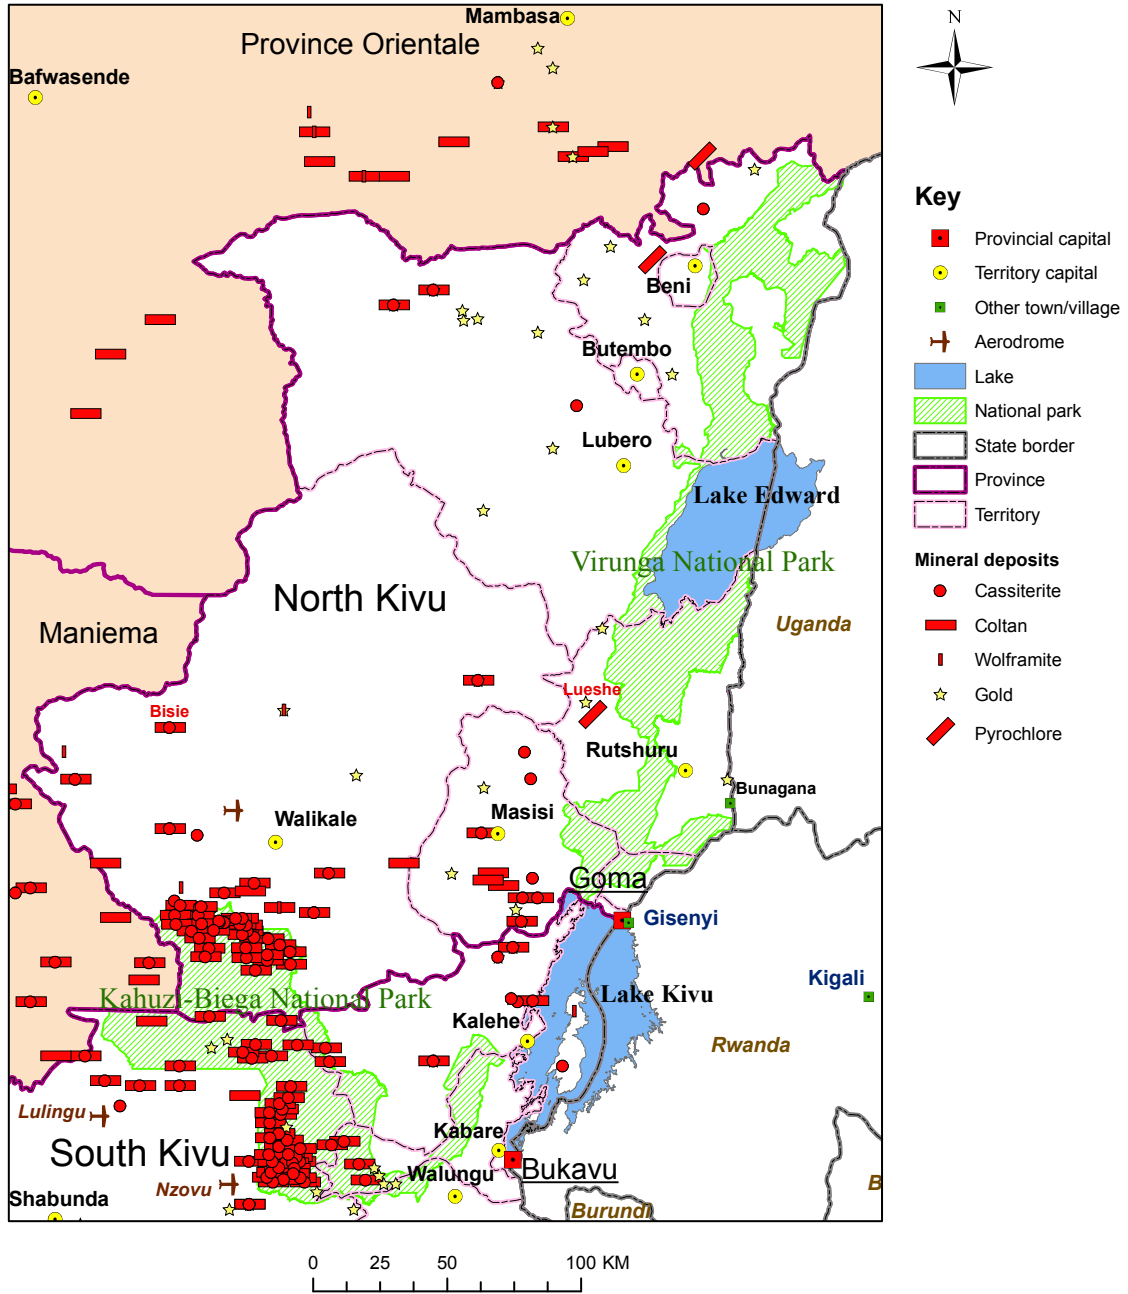 Mambasa
Province Orientale
Bafwasende
Beni
Butembo
Lubero
Lake Edward
Virunga National Park
North Kivu
Maniema
Uganda
Lueshe
Bisie
Rutshuru
Bunagana
Masisi
Walikale
Goma
Gisenyi
Kigali
Kahuzi-Biega National Park
Lake Kivu
Kalehe
Rwanda
Lulingu
Kabare
South Kivu
Bukavu
Walungu
Nzovu
Shabunda
Burundi
B
N
Key
Provincial capital
Territory capital
Other town/village
Aerodrome
Lake
National park
State border
Province
Territory
Mineral deposits
Cassiterite
Coltan
Wolframite
Gold
Pyrochlore
0 25 50 100 KM